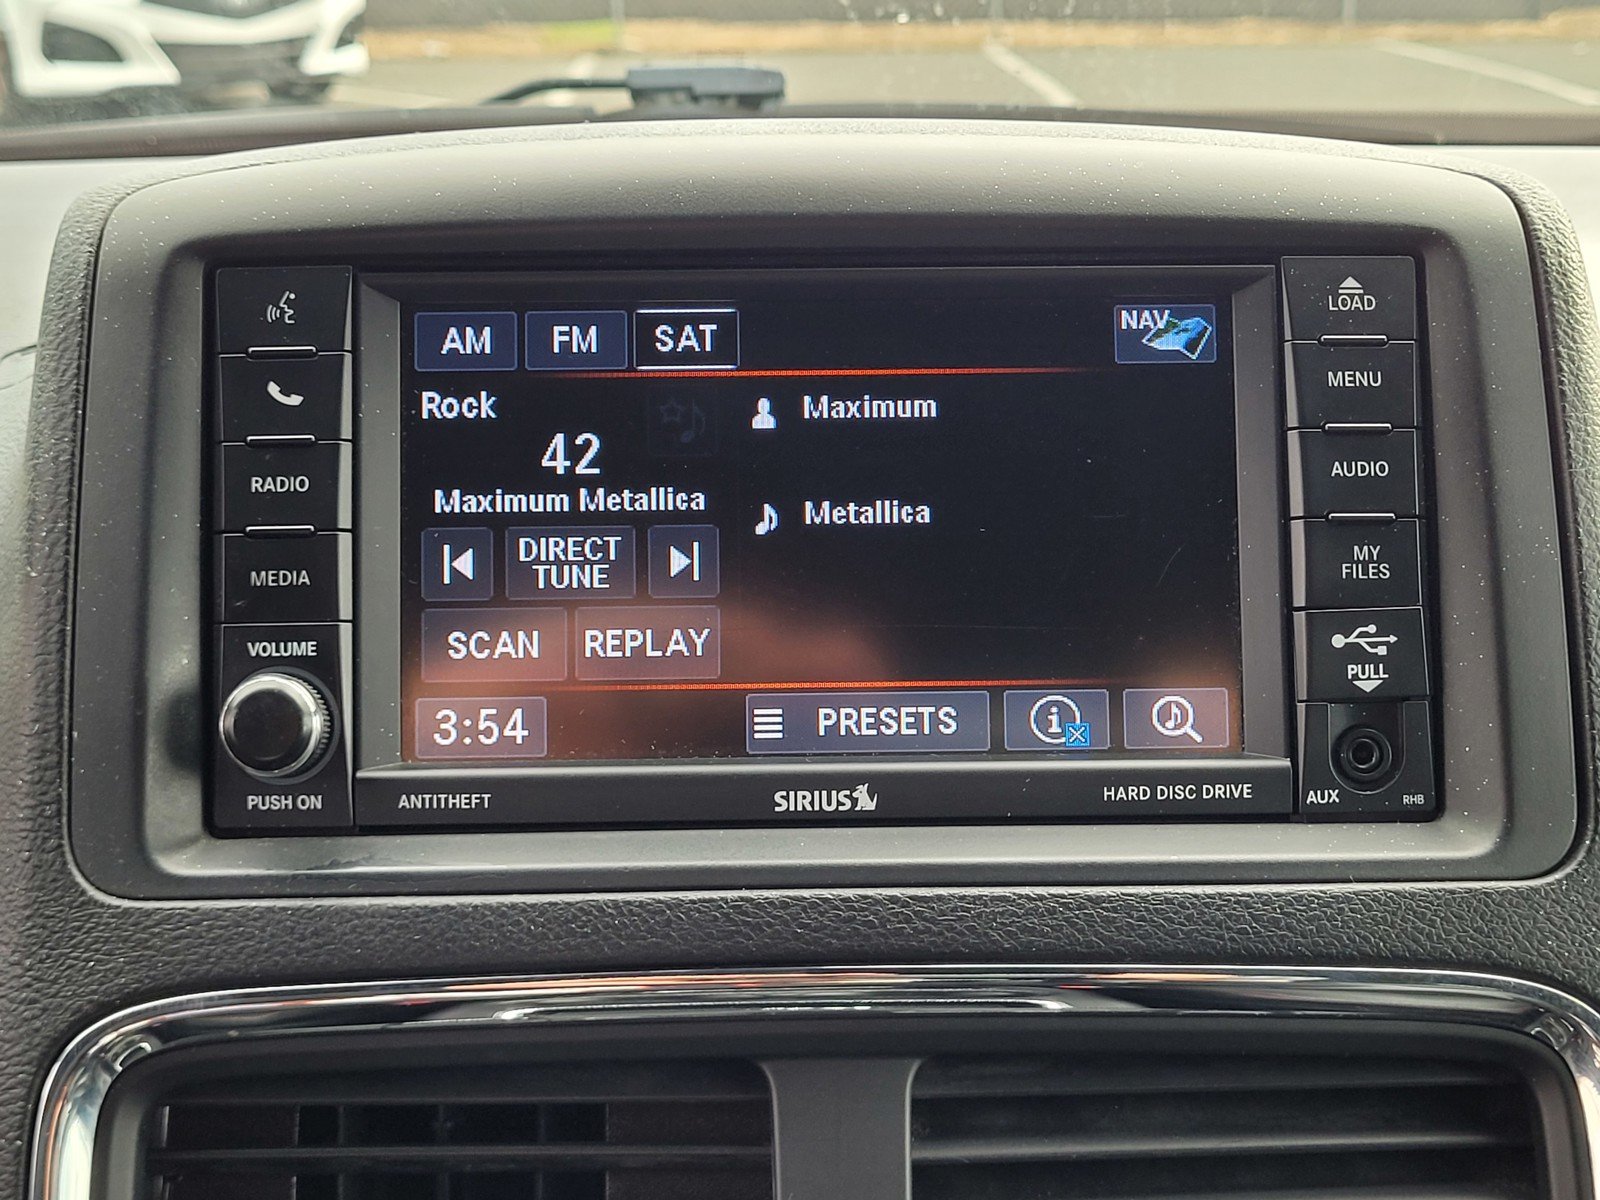 AM
FM
SAT
NAV
Rock
42
Maximum Metallica
DIRECT
TUNE
SCAN
REPLAY
Maximum
Metallica
3:54
PRESETS
i
RADIO
MEDIA
VOLUME
PUSH ON
LOAD
MENU
AUDIO
MY
FILES
PULL
AUX
RHB
ANTITHEFT
SIRIUS
HARD DISC DRIVE